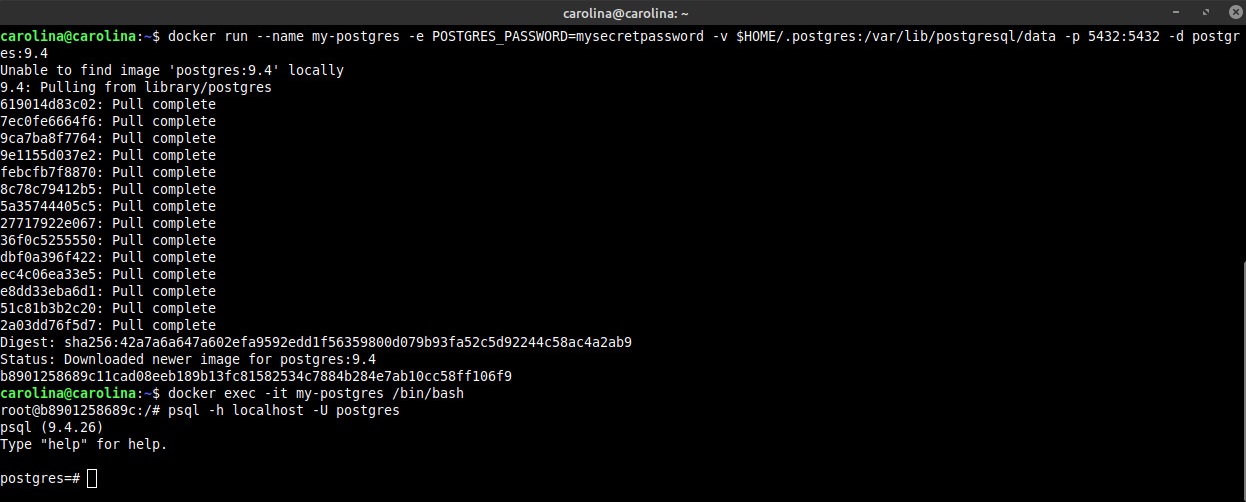 carolina@carolina: ~
carolina@carolina:~$ docker run --name my-postgres -e POSTGRES_PASSWORD=mysecretpassword -v $HOME/.postgres:/var/lib/postgresql/data -p 5432:5432 -d postgr
es:9.4
Unable to find image 'postgres:9.4' locally
9.4: Pulling from library/postgres
619014d83c02: Pull complete
7ec0fe6664f6: Pull complete
9ca7ba8f7764: Pull complete
9e1155d037e2: Pull complete
febcfb7f8870: Pull complete
8c78c79412b5: Pull complete
5a35744405c5: Pull complete
27717922e067: Pull complete
36f0c5255550: Pull complete
dbf0a396f422: Pull complete
ec4c06ea33e5: Pull complete
e8dd33eba6d1: Pull complete
51c81b3b2c20: Pull complete
2a03dd76f5d7: Pull complete
Digest: sha256:42a7a6a647a602efa9592edd1f56359800d079b93fa52c5d92244c58ac4a2ab9
Status: Downloaded newer image for postgres:9.4
b8901258689c11cad08eeb189b13fc81582534c7884b284e7ab10cc58ff106f9
carolina@carolina:~$ docker exec -it my-postgres /bin/bash
root@b8901258689c:/# psql -h localhost -U postgres
psql (9.4.26)
Type "help" for help.
postgres=#